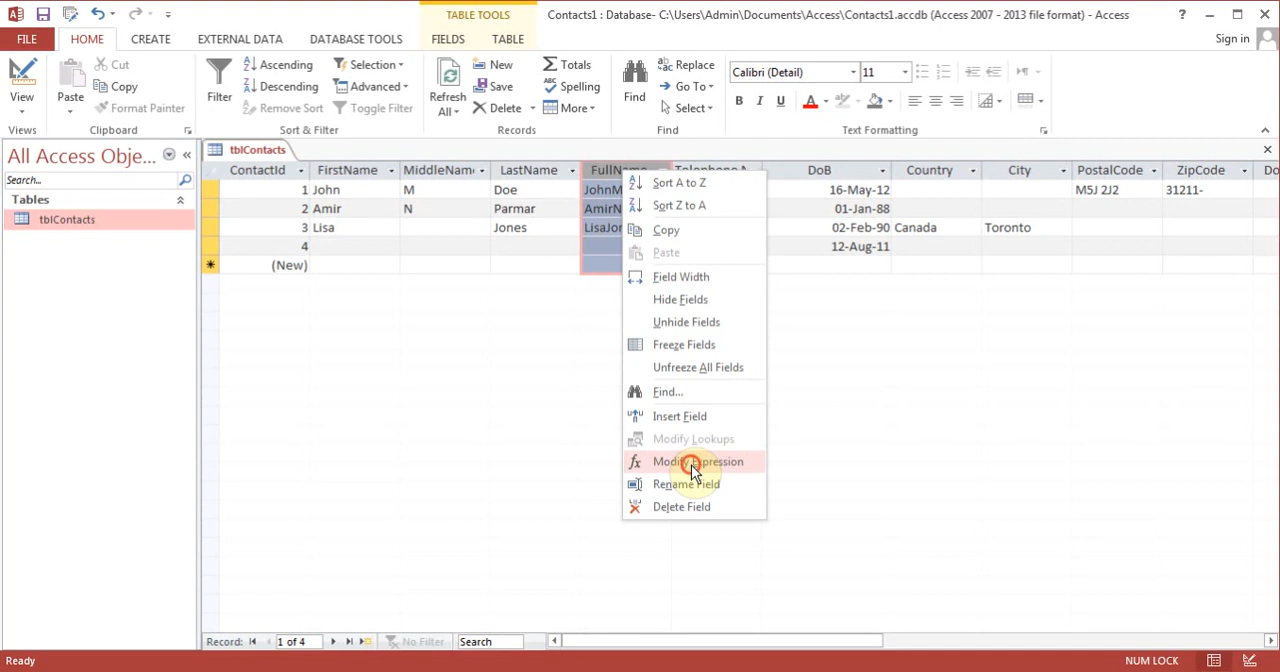 Contacts1 : Database- C:\Users\Admin\Documents\Access\Contacts1.accdb (Access 2007 - 2013 file format) - Access
TABLE TOOLS
Sign in
FILE HOME CREATE EXTERNAL DATA DATABASE TOOLS FIELDS TABLE
View
Views
Paste
Cut
Copy
Format Painter
Clipboard
Filter
Ascending
Descending
Remove Sort
Selection
Advanced
Toggle Filter
Sort & Filter
Refresh
All
New
Save
Delete
Totals
Spelling
More
Records
Find
Replace
Go To
Select
Find
Calibri (Detail) 11
B I U A
Text Formatting
All Access Obje...
Search...
Tables
tblContacts
tblContacts
ContactId FirstName MiddleName LastName FullName DoB Country City PostalCode ZipCode
1 John M Doe JohnM 16-May-12 M5J 2J2 31211-
2 Amir N Parmar AmirN 01-Jan-88
3 Lisa Jones LisaJor 02-Feb-90 Canada Toronto
4 12-Aug-11
(New)
Sort A to Z
Sort Z to A
Copy
Paste
Field Width
Hide Fields
Unhide Fields
Freeze Fields
Unfreeze All Fields
Find...
Insert Field
Modify Lookups
fx Modify Expression
Rename Field
Delete Field
Record: 1 of 4 No Filter Search
Ready
NUM LOCK